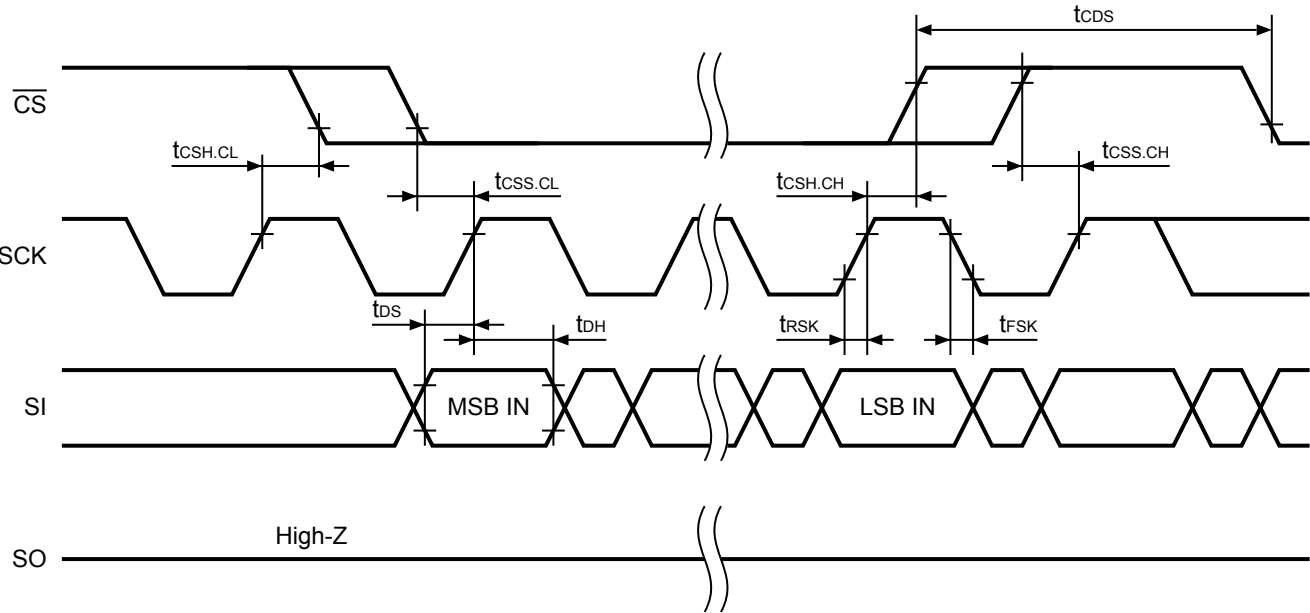 tCDS
CS
tCSH.CL
tCSS.CL
tCSH.CH
tCSS.CH
SCK
tDS
tDH
tRSK
tFSK
SI
MSB IN
LSB IN
High-Z
SO